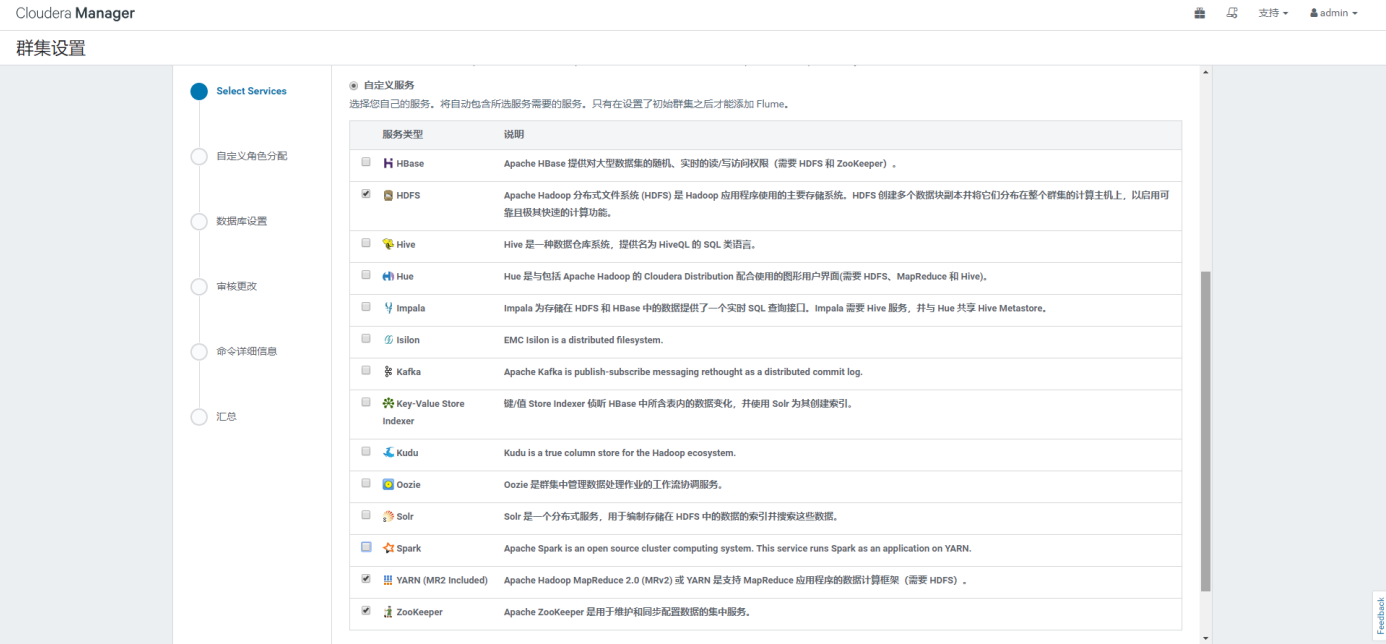 Cloudera Manager
支持
admin
群集设置
Select Services
自定义角色分配
数据库设置
审核更改
命令详细信息
汇总
自定义服务
选择您自己的服务。将自动包含所选服务需要的服务。只有在设置了初始群集之后才能添加 Flume。
服务类型 说明
HBase Apache HBase 提供对大型数据集的随机、实时的读/写访问权限（需要 HDFS 和 ZooKeeper）。
HDFS Apache Hadoop 分布式文件系统 (HDFS) 是 Hadoop 应用程序使用的主要存储系统。HDFS 创建多个数据块副本并将它们分布在整个群集的计算主机上，以启用可
靠且极其快速的计算功能。
Hive Hive 是一种数据仓库系统，提供名为 HiveQL 的 SQL 类语言。
Hue Hue 是与包括 Apache Hadoop 的 Cloudera Distribution 配合使用的图形用户界面(需要 HDFS、MapReduce 和 Hive)。
Impala Impala 为存储在 HDFS 和 HBase 中的数据提供了一个实时 SQL 查询接口。Impala 需要 Hive 服务，并与 Hue 共享 Hive Metastore。
Isilon EMC Isilon is a distributed filesystem.
Kafka Apache Kafka is publish-subscribe messaging rethought as a distributed commit log.
Key-Value Store 键/值 Store Indexer 侦听 HBase 中所含表内的数据变化，并使用 Solr 为其创建索引。
Indexer
Kudu Kudu is a true column store for the Hadoop ecosystem.
Oozie Oozie 是群集中管理数据处理作业的工作流协调服务。
Solr Solr 是一个分布式服务，用于编制存储在 HDFS 中的数据的索引并搜索这些数据。
Spark Apache Spark is an open source cluster computing system. This service runs Spark as an application on YARN.
YARN (MR2 Included) Apache Hadoop MapReduce 2.0 (MRv2) 或 YARN 是支持 MapReduce 应用程序的数据计算框架（需要 HDFS）。
ZooKeeper Apache ZooKeeper 是用于维护和同步配置数据的集中服务。
Feedback